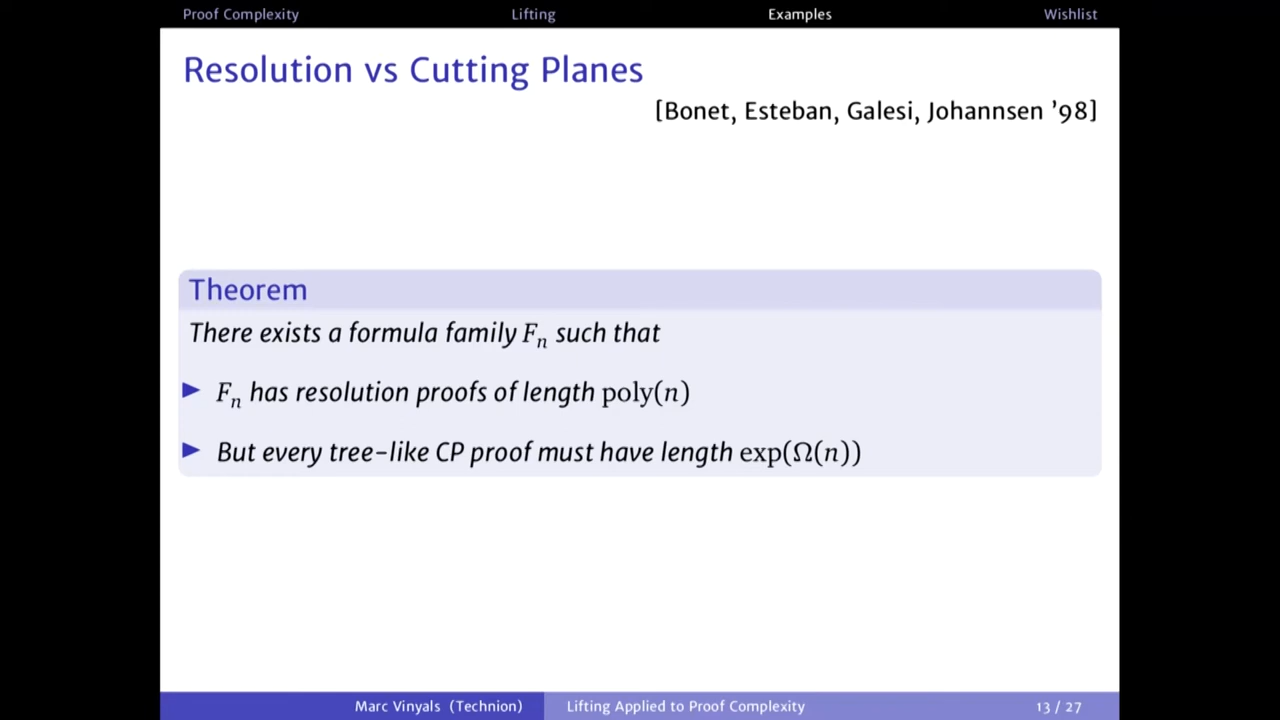 Proof Complexity Lifting Examples Wishlist
Resolution vs Cutting Planes
[Bonet, Esteban, Galesi, Johannsen ’98]
Theorem
There exists a formula family Fₙ such that
▶ Fₙ has resolution proofs of length poly(n)
▶ But every tree-like CP proof must have length exp(Ω(n))
Marc Vinyals (Technion) Lifting Applied to Proof Complexity 13 / 27